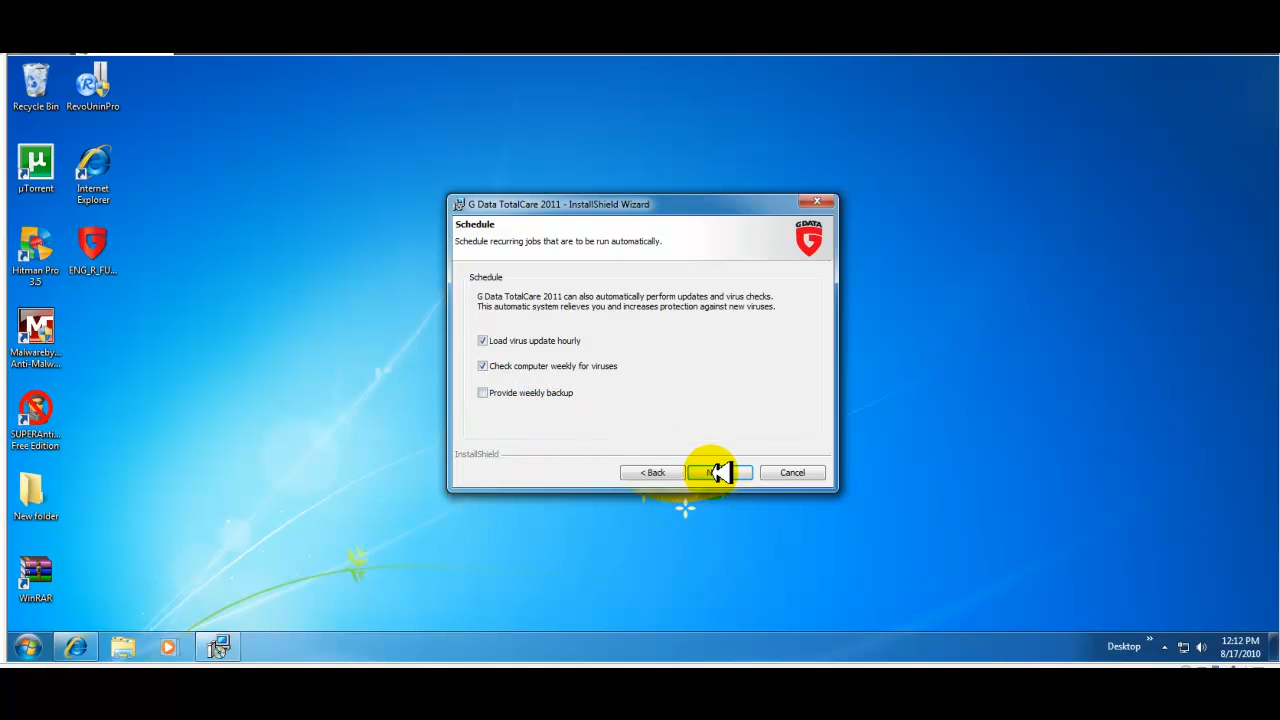 Recycle Bin
RevoUninPro
µTorrent
Internet
Explorer
Hitman Pro
3.5
ENG_R_FU...
Malwareby...
Anti-Malw...
SUPERAnti...
Free Edition
New folder
WinRAR
G Data TotalCare 2011 - InstallShield Wizard
Schedule
Schedule recurring jobs that are to be run automatically.
G DATA
Schedule
G Data TotalCare 2011 can also automatically perform updates and virus checks.
This automatic system relieves you and increases protection against new viruses.
Load virus update hourly
Check computer weekly for viruses
Provide weekly backup
InstallShield
< Back
Cancel
Desktop
12:12 PM
8/17/2010